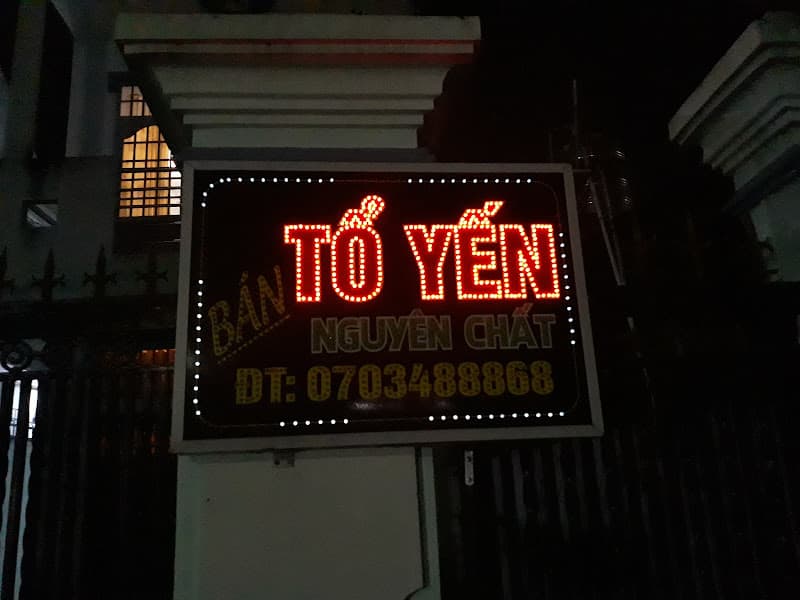 BÁN
TỔ YẾN
NGUYÊN CHẤT
ĐT: 0703488868